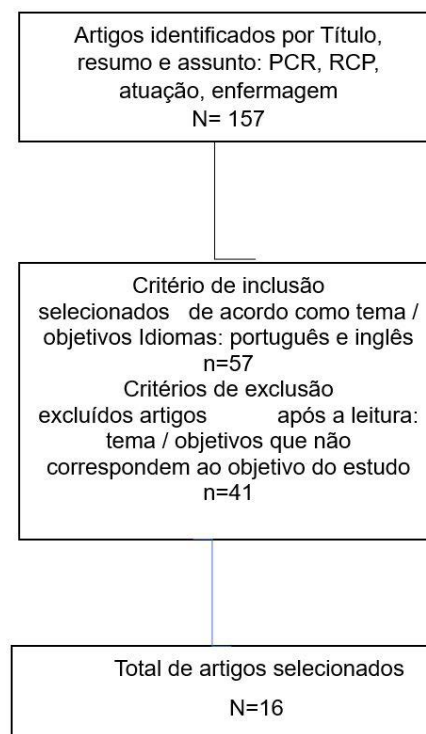 Artigos identificados por Título,
resumo e assunto: PCR, RCP,
atuação, enfermagem
N= 157
Critério de inclusão
selecionados de acordo como tema /
objetivos Idiomas: português e inglês
n=57
Critérios de exclusão
excluídos artigos após a leitura:
tema / objetivos que não
correspondem ao objetivo do estudo
n=41
Total de artigos selecionados
N=16